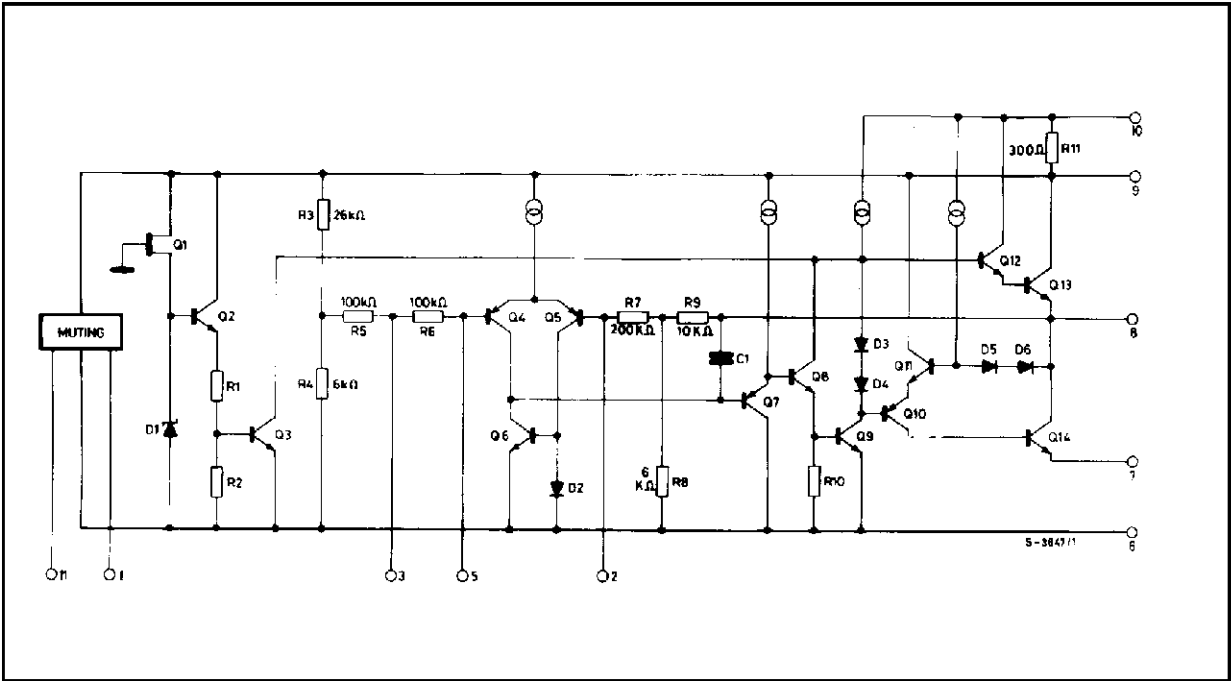 10
300Ω R11
9
R3 26kΩ
Q1
Q12
Q13
100kΩ 100kΩ
R7 R9
MUTING
Q2
R5 R6
Q4 Q5
200kΩ 10KΩ
8
D3
D5 D6
C1
Q11
R1
R4 6kΩ
D4
Q8
Q7
Q10
D1
Q3
Q6
Q9
Q14
7
R2
D2
6 KΩ R8
R10
S-3647/1
6
11 1 3 5 2